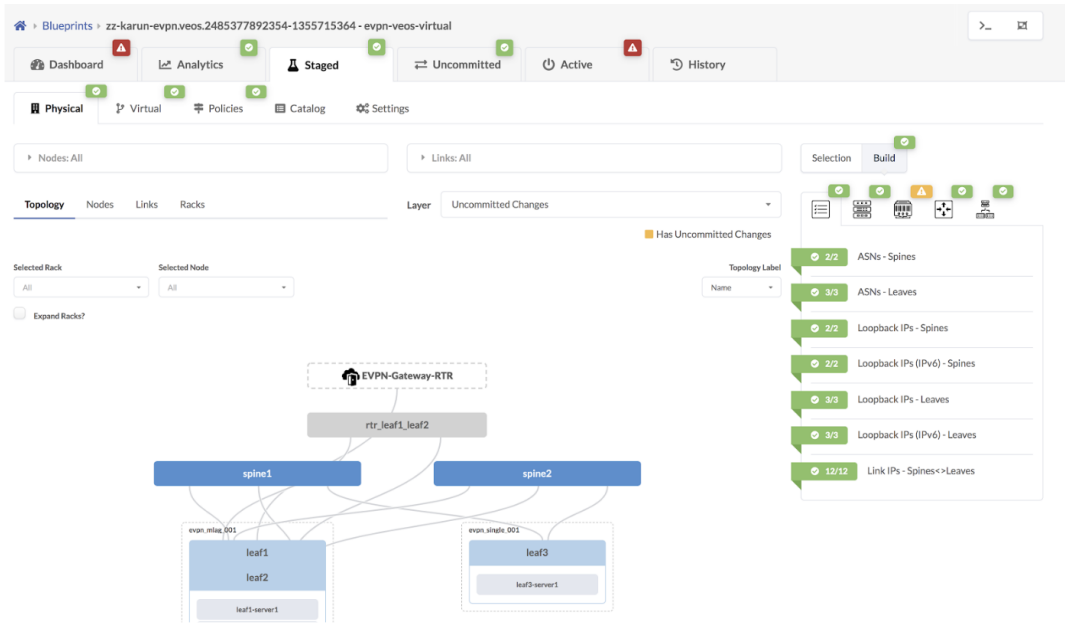 Blueprints › zz-karun-evpn.veos.2485377892354-1355715364 - evpn-veos-virtual
>_
Dashboard
Analytics
Staged
Uncommitted
Active
History
Physical
Virtual
Policies
Catalog
Settings
Nodes: All
Links: All
Selection
Build
Topology
Nodes
Links
Racks
Layer
Uncommitted Changes
Has Uncommitted Changes
Selected Rack
Selected Node
Topology Label
All
All
Name
Expand Racks?
2/2 ASNs - Spines
3/3 ASNs - Leaves
2/2 Loopback IPs - Spines
2/2 Loopback IPs (IPv6) - Spines
3/3 Loopback IPs - Leaves
3/3 Loopback IPs (IPv6) - Leaves
12/12 Link IPs - Spines<>Leaves
EVPN-Gateway-RTR
rtr_leaf1_leaf2
spine1
spine2
evpn_mlag_001
evpn_single_001
leaf1
leaf3
leaf2
leaf3-server1
leaf1-server1